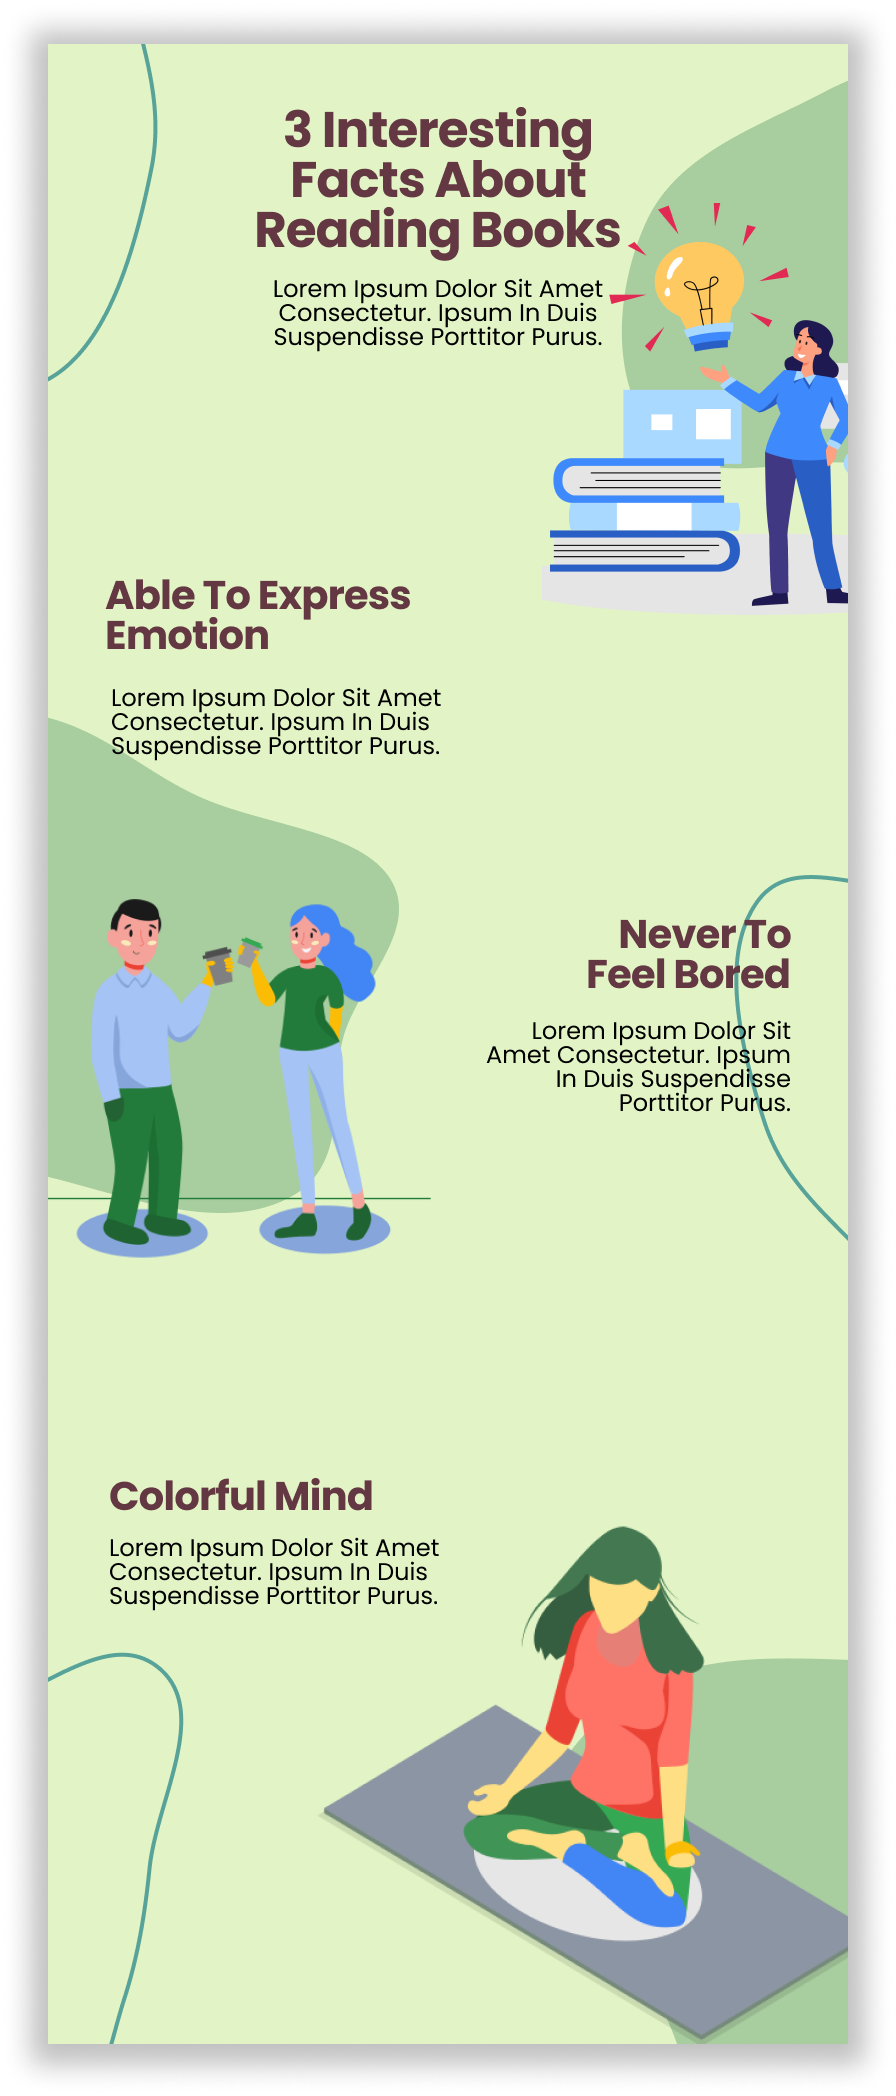 3 Interesting
Facts About
Reading Books
Lorem Ipsum Dolor Sit Amet
Consectetur. Ipsum In Duis
Suspendisse Porttitor Purus.
Able To Express
Emotion
Lorem Ipsum Dolor Sit Amet
Consectetur. Ipsum In Duis
Suspendisse Porttitor Purus.
Never To
Feel Bored
Lorem Ipsum Dolor Sit
Amet Consectetur. Ipsum
In Duis Suspendisse
Porttitor Purus.
Colorful Mind
Lorem Ipsum Dolor Sit Amet
Consectetur. Ipsum In Duis
Suspendisse Porttitor Purus.